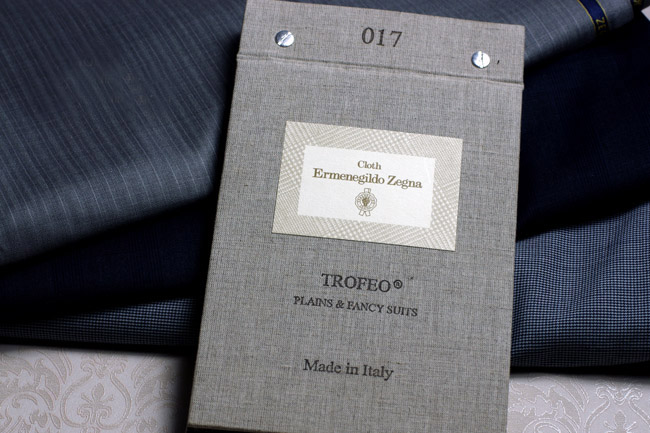 017
Cloth
Ermenegildo Zegna
TROFEO®
PLAINS & FANCY SUITS
Made in Italy